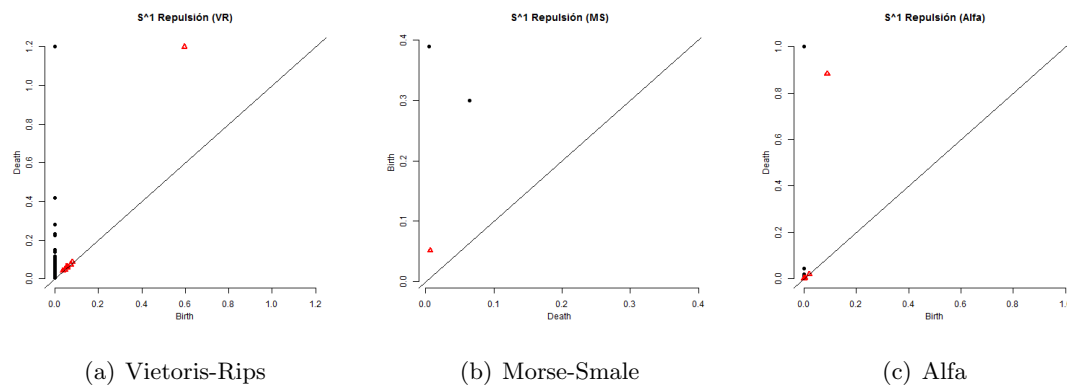 S^1 Repulsión (VR)
Death
0.0 0.2 0.4 0.6 0.8 1.0 1.2
0.0 0.2 0.4 0.6 0.8 1.0 1.2
Birth
(a) Vietoris-Rips
S^1 Repulsión (MS)
Birth
0.0 0.1 0.2 0.3 0.4
0.0 0.1 0.2 0.3 0.4
Death
(b) Morse-Smale
S^1 Repulsión (Alfa)
Death
0.0 0.2 0.4 0.6 0.8 1.0
0.0 0.2 0.4 0.6 0.8 1.0
Birth
(c) Alfa